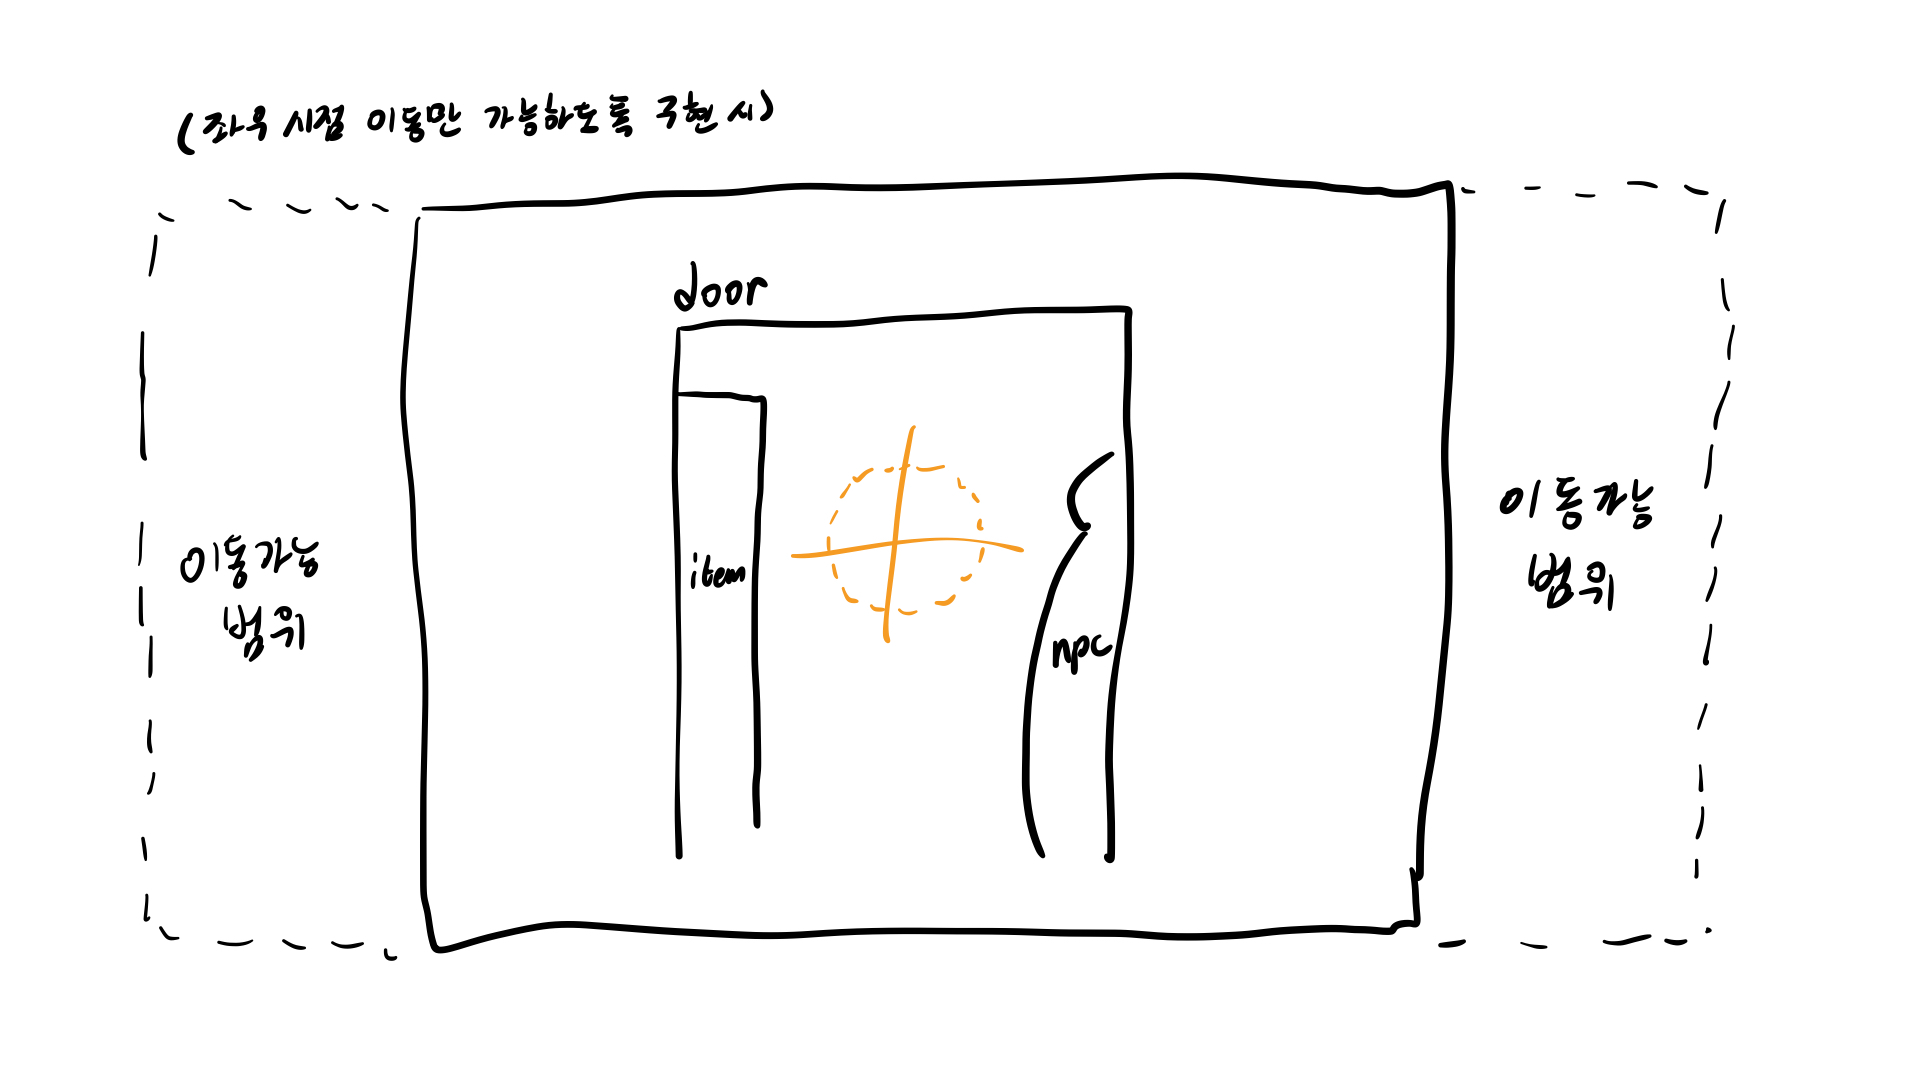 (좌우 시점 이동만 가능하도록 구현 시)
door
item
npc
이동가능
범위
이동가능
범위